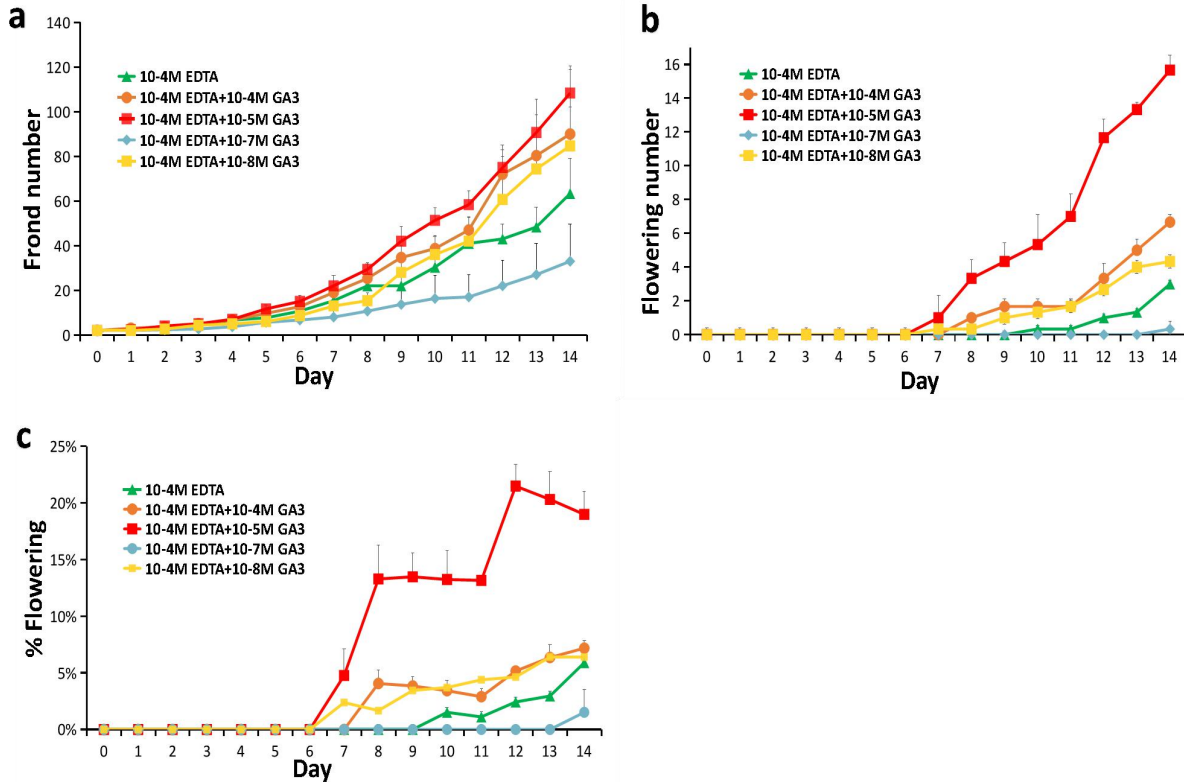 a
140
120
100
80
60
40
20
0
Frond number
10-4M EDTA
10-4M EDTA+10-4M GA3
10-4M EDTA+10-5M GA3
10-4M EDTA+10-7M GA3
10-4M EDTA+10-8M GA3
0 1 2 3 4 5 6 7 8 9 10 11 12 13 14
Day
b
16
14
12
10
8
6
4
2
0
Flowering number
10-4M EDTA
10-4M EDTA+10-4M GA3
10-4M EDTA+10-5M GA3
10-4M EDTA+10-7M GA3
10-4M EDTA+10-8M GA3
0 1 2 3 4 5 6 7 8 9 10 11 12 13 14
Day
c
25%
20%
15%
10%
5%
0%
% Flowering
10-4M EDTA
10-4M EDTA+10-4M GA3
10-4M EDTA+10-5M GA3
10-4M EDTA+10-7M GA3
10-4M EDTA+10-8M GA3
0 1 2 3 4 5 6 7 8 9 10 11 12 13 14
Day